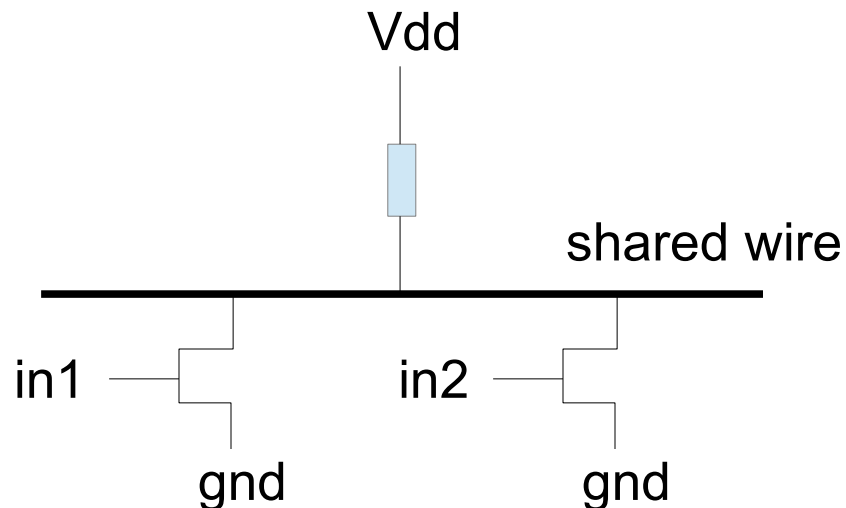 Vdd
shared wire
in1
in2
gnd
gnd